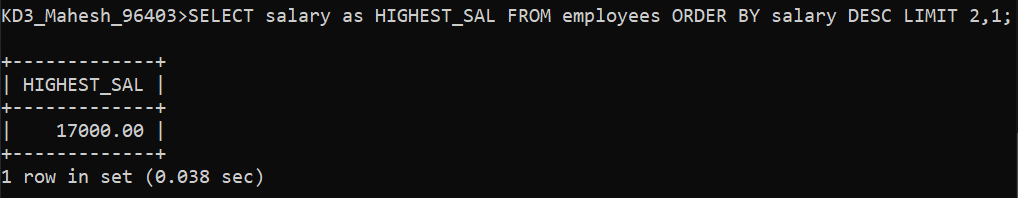 KD3_Mahesh_96403>SELECT salary as HIGHEST_SAL FROM employees ORDER BY salary DESC LIMIT 2,1;
+-------------+
| HIGHEST_SAL |
+-------------+
|    17000.00 |
+-------------+
1 row in set (0.038 sec)